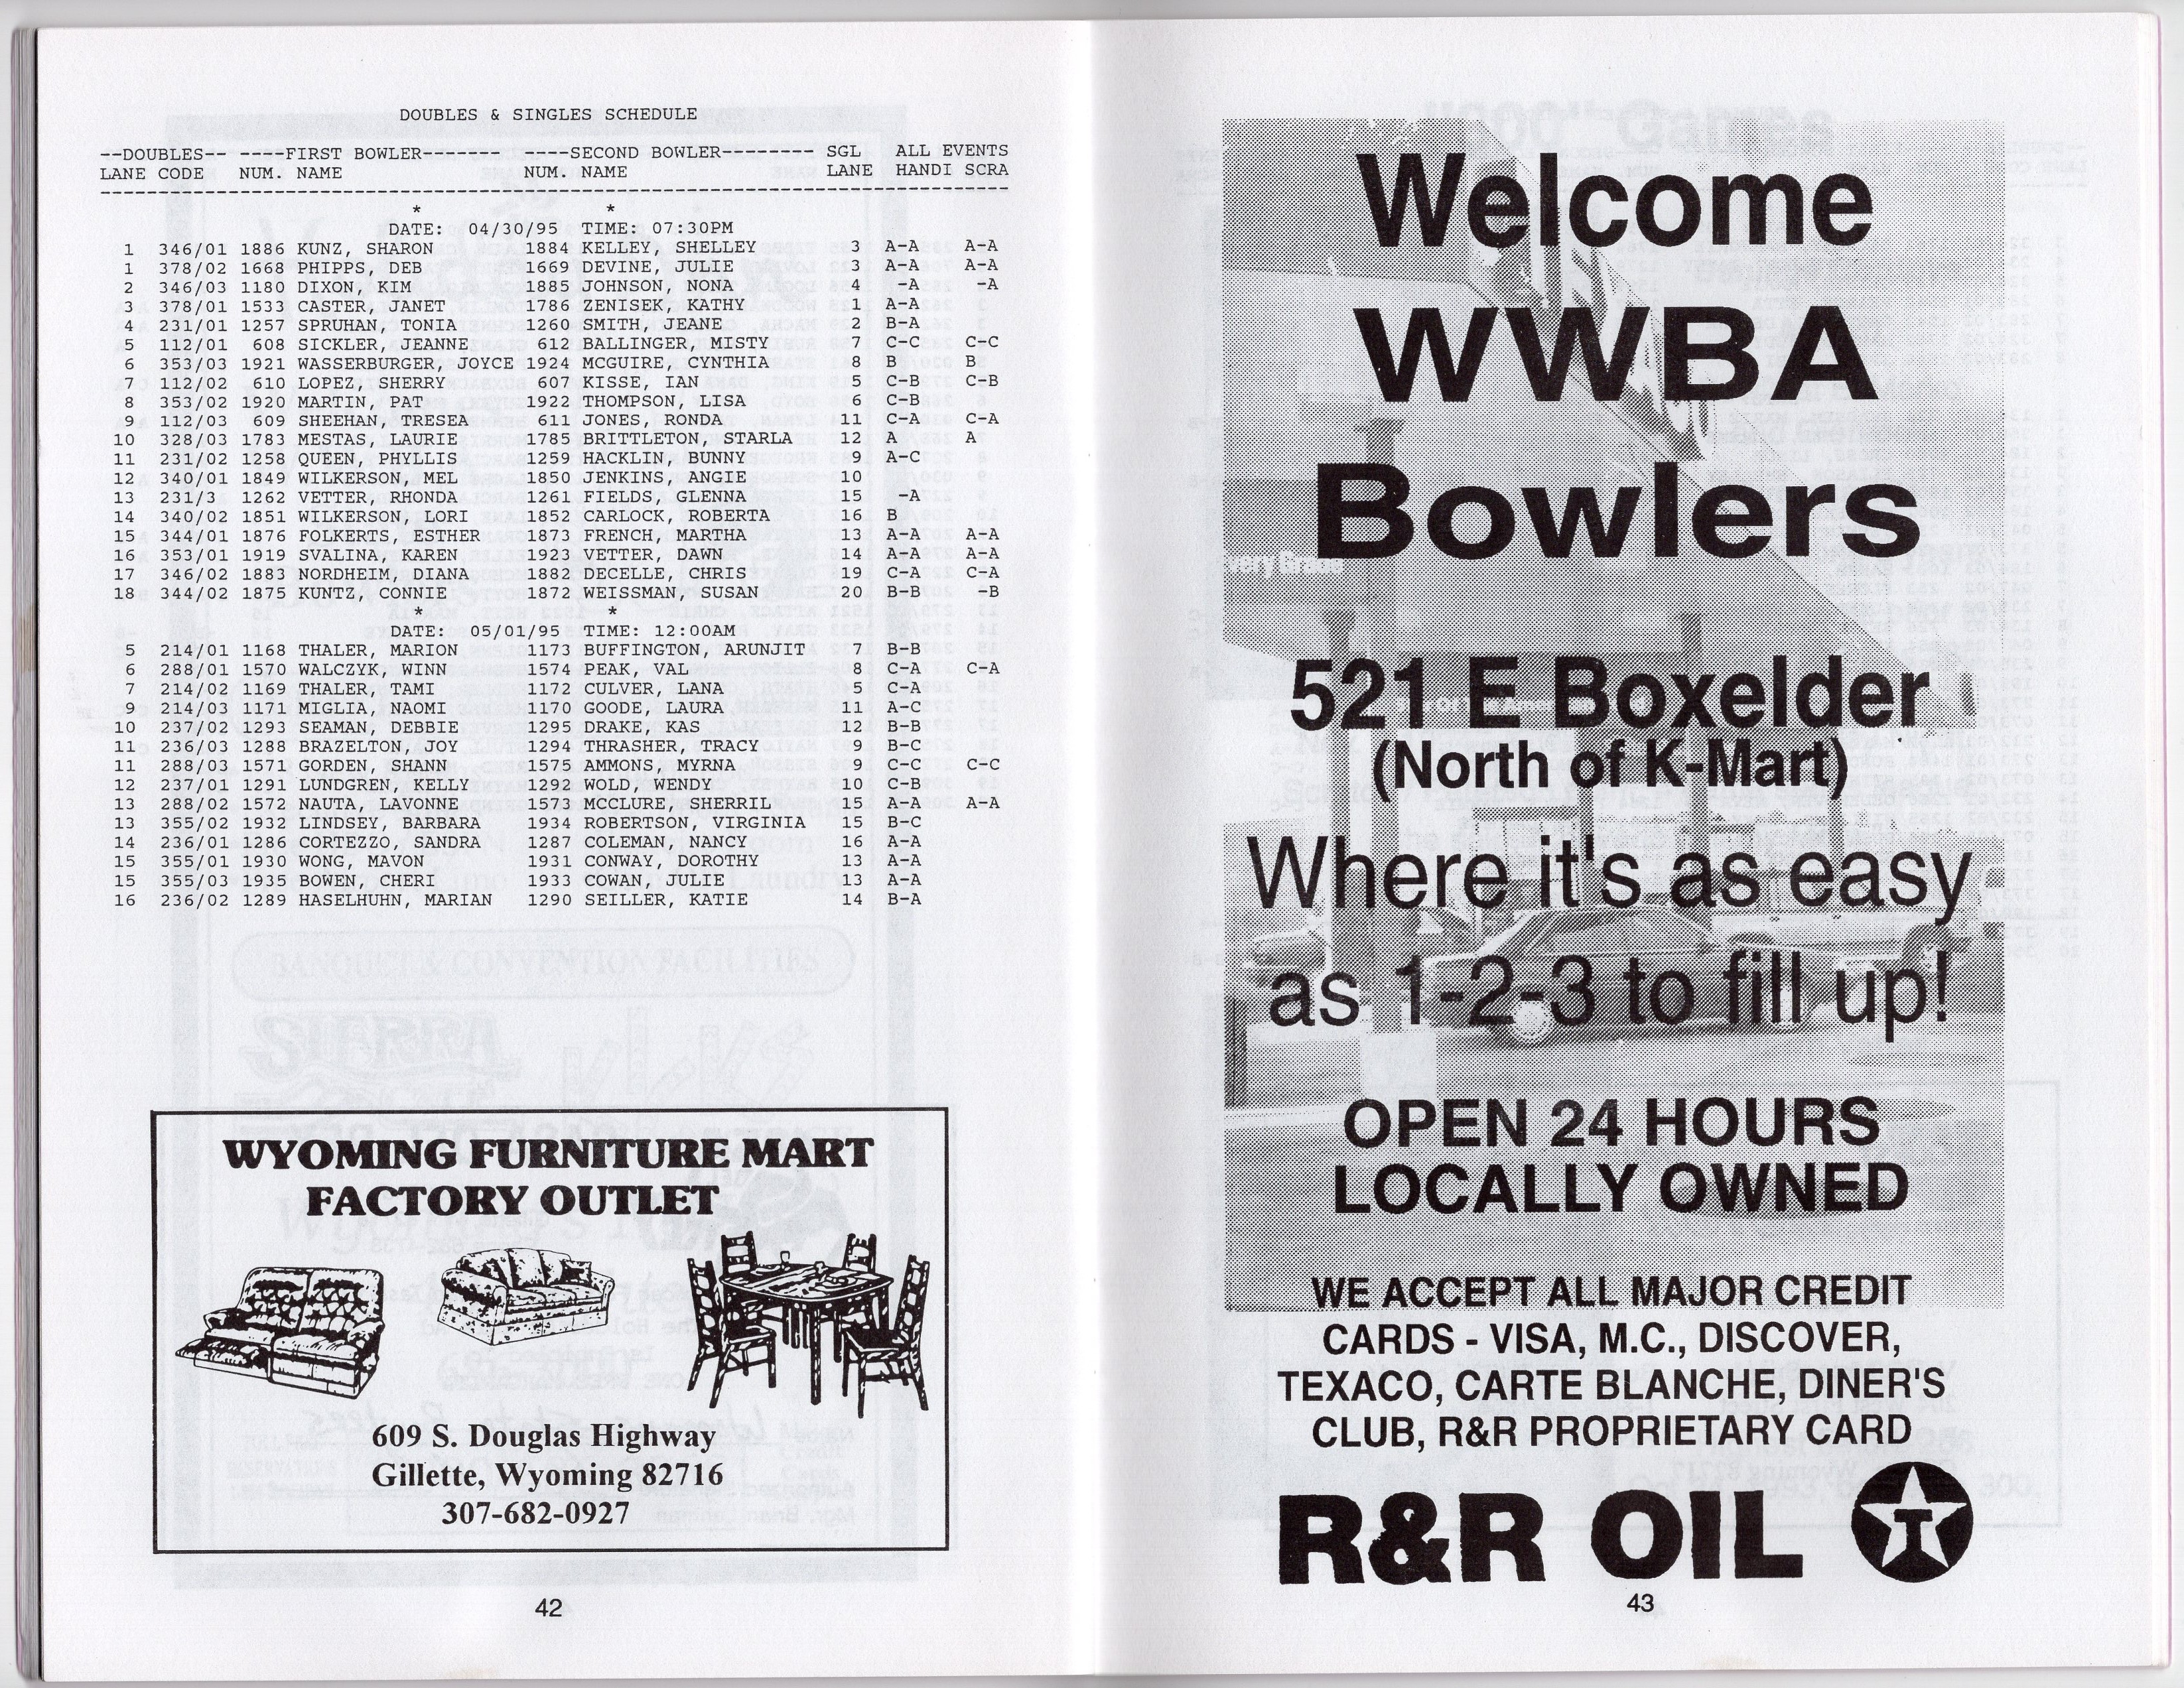 DOUBLES & SINGLES SCHEDULE
--DOUBLES-- ----FIRST BOWLER------- ----SECOND BOWLER-------- SGL ALL EVENTS
LANE CODE NUM. NAME NUM. NAME LANE HANDI SCRA
* *
DATE: 04/30/95 TIME: 07:30PM
1 346/01 1886 KUNZ, SHARON 1884 KELLEY, SHELLEY 3 A-A A-A
1 378/02 1668 PHIPPS, DEB 1669 DEVINE, JULIE 3 A-A A-A
2 346/03 1180 DIXON, KIM 1885 JOHNSON, NONA 4 -A -A
3 378/01 1533 CASTER, JANET 1786 ZENISEK, KATHY 1 A-A
4 231/01 1257 SPRUHAN, TONIA 1260 SMITH, JEANE 2 B-A
5 112/01 608 SICKLER, JEANNE 612 BALLINGER, MISTY 7 C-C C-C
6 353/03 1921 WASSERBURGER, JOYCE 1924 MCGUIRE, CYNTHIA 8 B B
7 112/02 610 LOPEZ, SHERRY 607 KISSE, IAN 5 C-B C-B
8 353/02 1920 MARTIN, PAT 1922 THOMPSON, LISA 6 C-B
9 112/03 609 SHEEHAN, TRESEA 611 JONES, RONDA 11 C-A C-A
10 328/03 1783 MESTAS, LAURIE 1785 BRITTLETON, STARLA 12 A A
11 231/02 1258 QUEEN, PHYLLIS 1259 HACKLIN, BUNNY 9 A-C
12 340/01 1849 WILKERSON, MEL 1850 JENKINS, ANGIE 10
13 231/3 1262 VETTER, RHONDA 1261 FIELDS, GLENNA 15 -A
14 340/02 1851 WILKERSON, LORI 1852 CARLOCK, ROBERTA 16 B
15 344/01 1876 FOLKERTS, ESTHER 1873 FRENCH, MARTHA 13 A-A A-A
16 353/01 1919 SVALINA, KAREN 1923 VETTER, DAWN 14 A-A A-A
17 346/02 1883 NORDHEIM, DIANA 1882 DECELLE, CHRIS 19 C-A C-A
18 344/02 1875 KUNTZ, CONNIE 1872 WEISSMAN, SUSAN 20 B-B -B
* *
DATE: 05/01/95 TIME: 12:00AM
5 214/01 1168 THALER, MARION 1173 BUFFINGTON, ARUNJIT 7 B-B
6 288/01 1570 WALCZYK, WINN 1574 PEAK, VAL 8 C-A C-A
7 214/02 1169 THALER, TAMI 1172 CULVER, LANA 5 C-A
9 214/03 1171 MIGLIA, NAOMI 1170 GOODE, LAURA 11 A-C
10 237/02 1293 SEAMAN, DEBBIE 1295 DRAKE, KAS 12 B-B
11 236/03 1288 BRAZELTON, JOY 1294 THRASHER, TRACY 9 B-C
11 288/03 1571 GORDEN, SHANN 1575 AMMONS, MYRNA 9 C-C C-C
12 237/01 1291 LUNDGREN, KELLY 1292 WOLD, WENDY 10 C-B
13 288/02 1572 NAUTA, LAVONNE 1573 MCCLURE, SHERRIL 15 A-A A-A
13 355/02 1932 LINDSEY, BARBARA 1934 ROBERTSON, VIRGINIA 15 B-C
14 236/01 1286 CORTEZZO, SANDRA 1287 COLEMAN, NANCY 16 A-A
15 355/01 1930 WONG, MAVON 1931 CONWAY, DOROTHY 13 A-A
15 355/03 1935 BOWEN, CHERI 1933 COWAN, JULIE 13 A-A
16 236/02 1289 HASELHUHN, MARIAN 1290 SEILLER, KATIE 14 B-A
WYOMING FURNITURE MART
FACTORY OUTLET
609 S. Douglas Highway
Gillette, Wyoming 82716
307-682-0927
42
Welcome
WWBA
Bowlers
very Grade
521 E Boxelder
(North of K-Mart)
Where it's as easy
as 1-2-3 to fill up!
OPEN 24 HOURS
LOCALLY OWNED
WE ACCEPT ALL MAJOR CREDIT
CARDS - VISA, M.C., DISCOVER,
TEXACO, CARTE BLANCHE, DINER'S
CLUB, R&R PROPRIETARY CARD
R&R OIL T
43